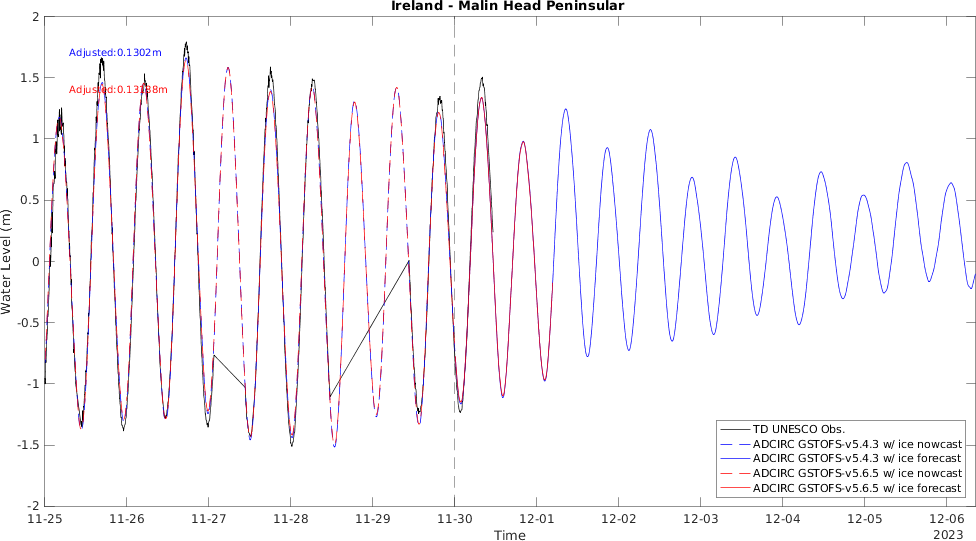 Ireland - Malin Head Peninsular
2
1.5
1
0.5
0
-0.5
-1
-1.5
-2
Water Level (m)
Adjusted:0.1302m
Adjusted:0.13138m
TD UNESCO Obs.
ADCIRC GSTOFS-v5.4.3 w/ ice nowcast
ADCIRC GSTOFS-v5.4.3 w/ ice forecast
ADCIRC GSTOFS-v5.6.5 w/ ice nowcast
ADCIRC GSTOFS-v5.6.5 w/ ice forecast
11-25 11-26 11-27 11-28 11-29 11-30 12-01 12-02 12-03 12-04 12-05 12-06
Time
2023